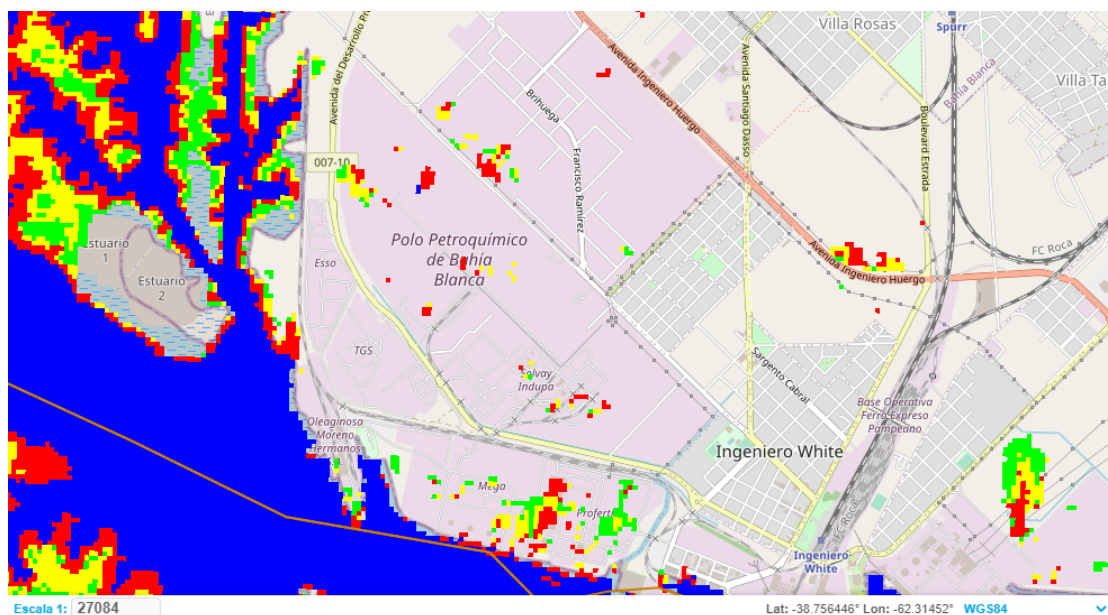 Villa Rosas
Spurr
Avenida del Desarrollo Pr
Avenida Ingeniero Huergo
Avenida Santiago Dasso
Bahía Blanca
Villa Ta
Brihuega
Boulevard Estrada
007-10
Francisco Ramírez
Estuario
1
Estuario
2
Esso
Polo Petroquímico
de Bahía
Blanca
FC Roca
Avenida Ingeniero Huergo
TGS
Sargento Cabral
Solvay
Indupa
Base Operativa
Ferro Expreso
Pampeano
Oleaginosa
Moreno
Hermanos
Ingeniero White
Mega
Profertil
FC Roca
Ingeniero
White
Escala 1: 27084
Lat: -38.756446° Lon: -62.31452° WGS84